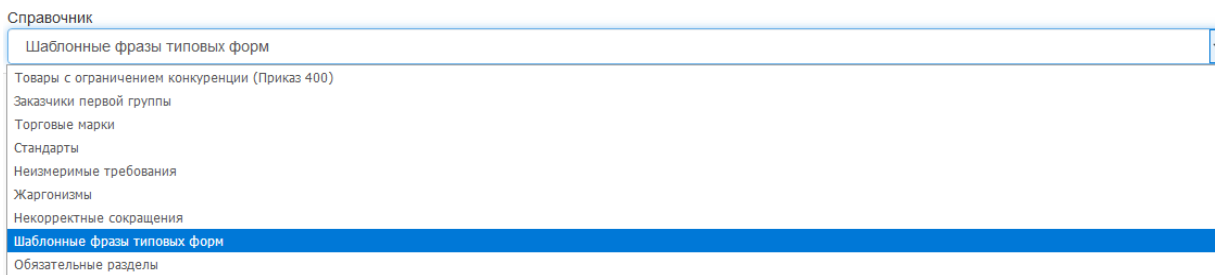 Справочник
Шаблонные фразы типовых форм
Товары с ограничением конкуренции (Приказ 400)
Заказчики первой группы
Торговые марки
Стандарты
Неизмеримые требования
Жаргонизмы
Некорректные сокращения
Шаблонные фразы типовых форм
Обязательные разделы